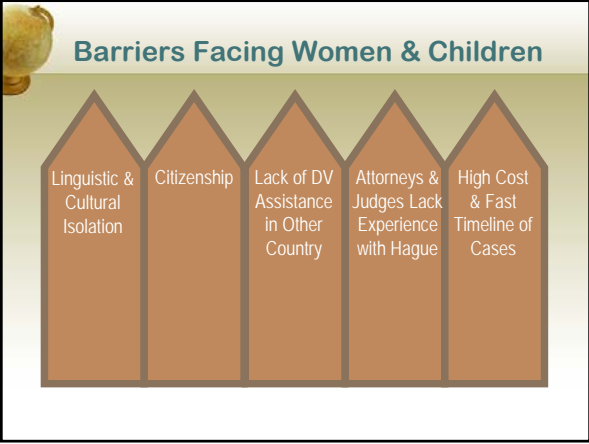 Barriers Facing Women & Children
Linguistic &
Cultural
Isolation
Citizenship
Lack of DV
Assistance
in Other
Country
Attorneys &
Judges Lack
Experience
with Hague
High Cost
& Fast
Timeline of
Cases